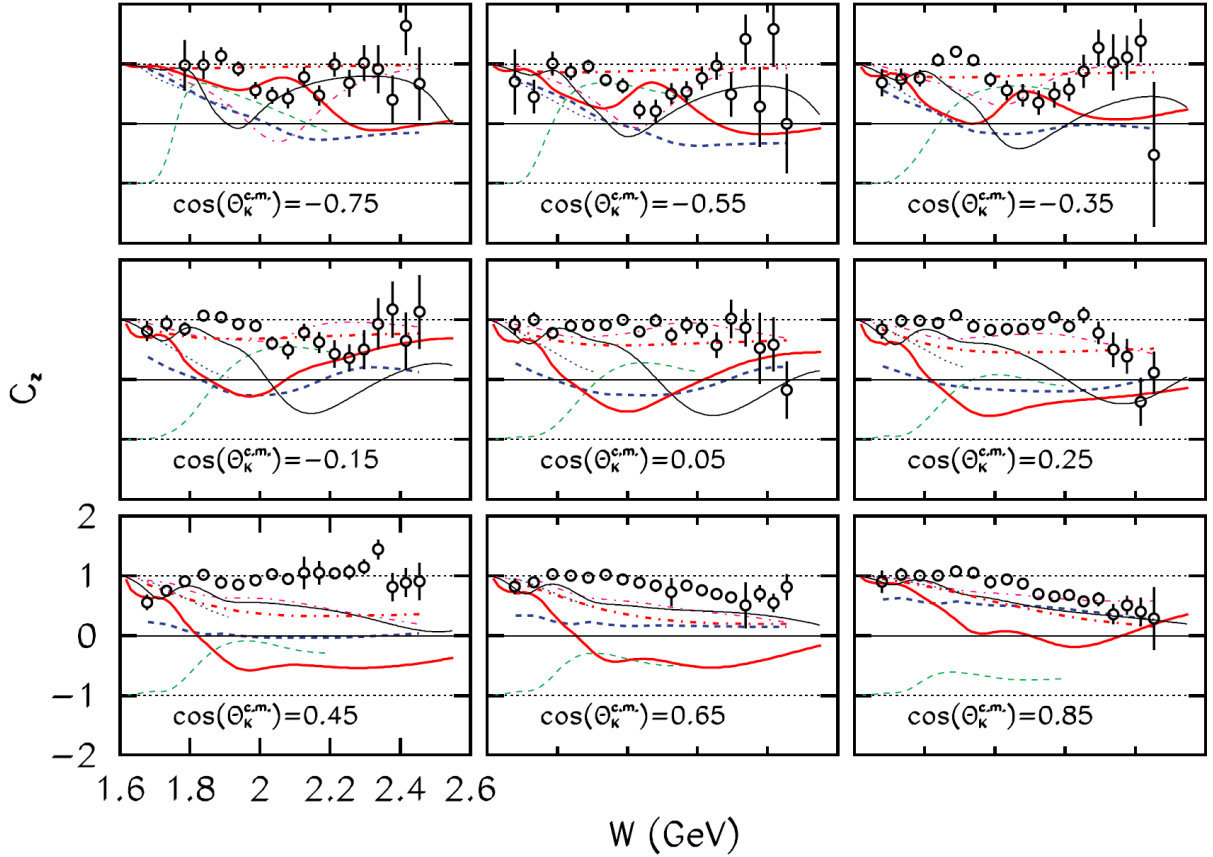 cos(Θ_K^{c.m.})=−0.75
cos(Θ_K^{c.m.})=−0.55
cos(Θ_K^{c.m.})=−0.35
C_z
cos(Θ_K^{c.m.})=−0.15
cos(Θ_K^{c.m.})=0.05
cos(Θ_K^{c.m.})=0.25
2
1
0
−1
−2
cos(Θ_K^{c.m.})=0.45
cos(Θ_K^{c.m.})=0.65
cos(Θ_K^{c.m.})=0.85
1.6 1.8 2 2.2 2.4 2.6
W (GeV)